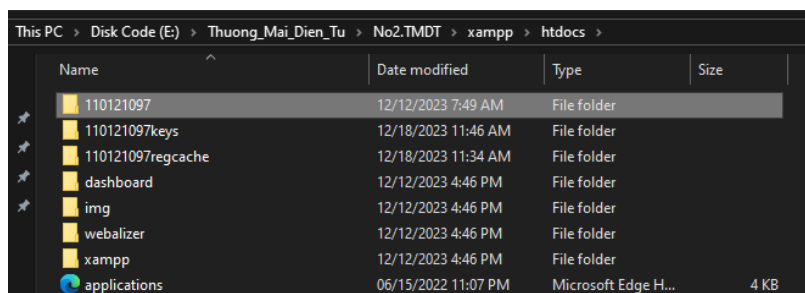 This PC > Disk Code (E:) > Thuong_Mai_Dien_Tu > No2.TMDT > xampp > htdocs >
Name Date modified Type Size
110121097 12/12/2023 7:49 AM File folder
110121097keys 12/18/2023 11:46 AM File folder
110121097regcache 12/18/2023 11:34 AM File folder
dashboard 12/12/2023 4:46 PM File folder
img 12/12/2023 4:46 PM File folder
webalizer 12/12/2023 4:46 PM File folder
xampp 12/12/2023 4:46 PM File folder
applications 06/15/2022 11:07 PM Microsoft Edge H... 4 KB